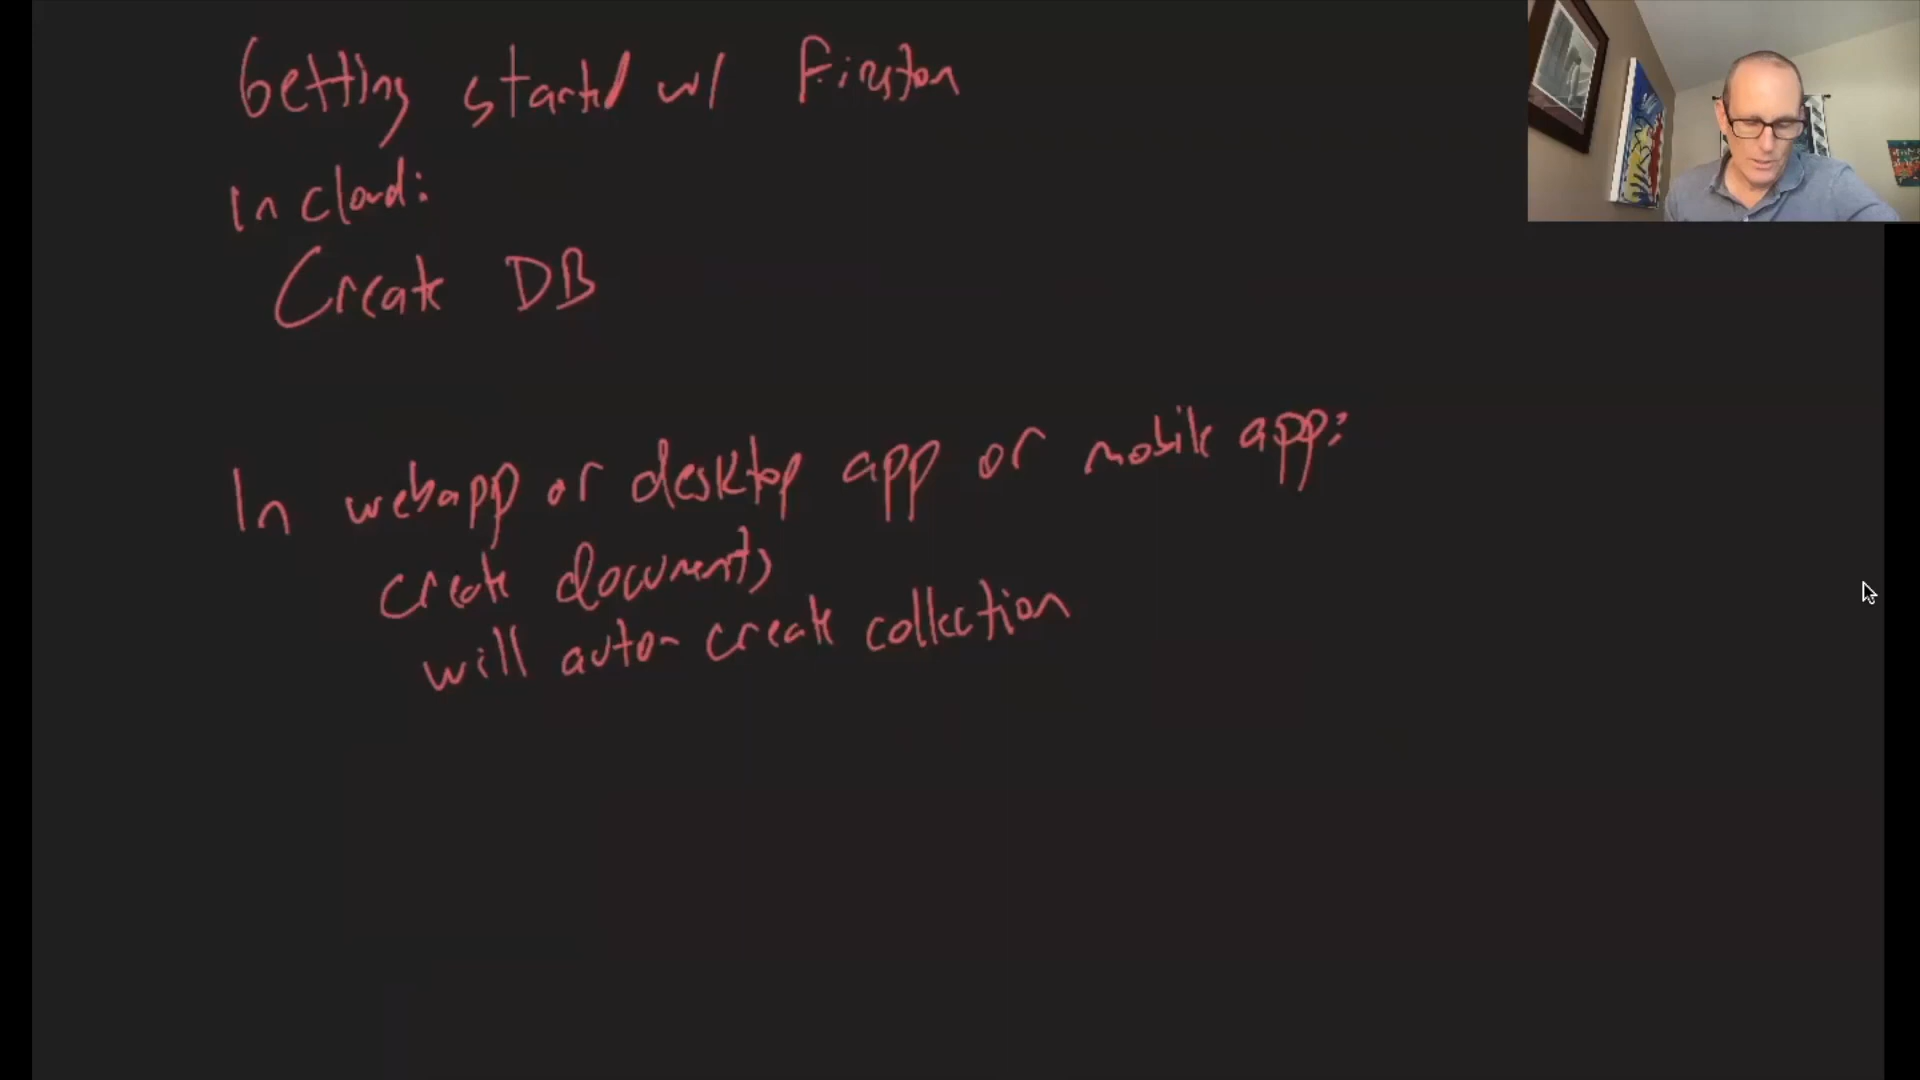 Getting started w/ Firestore
In cloud:
Create DB
In webapp or desktop app or mobile app:
create documents
will auto-create collection